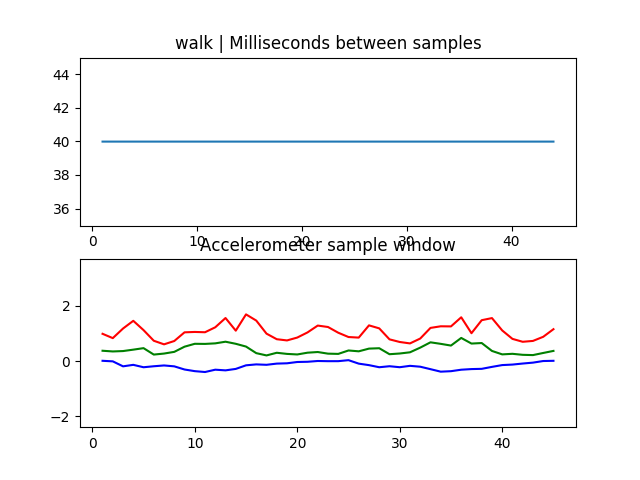 walk | Milliseconds between samples
44
42
40
38
36
0 10 20 30 40
Accelerometer sample window
2
0
−2
0 10 20 30 40